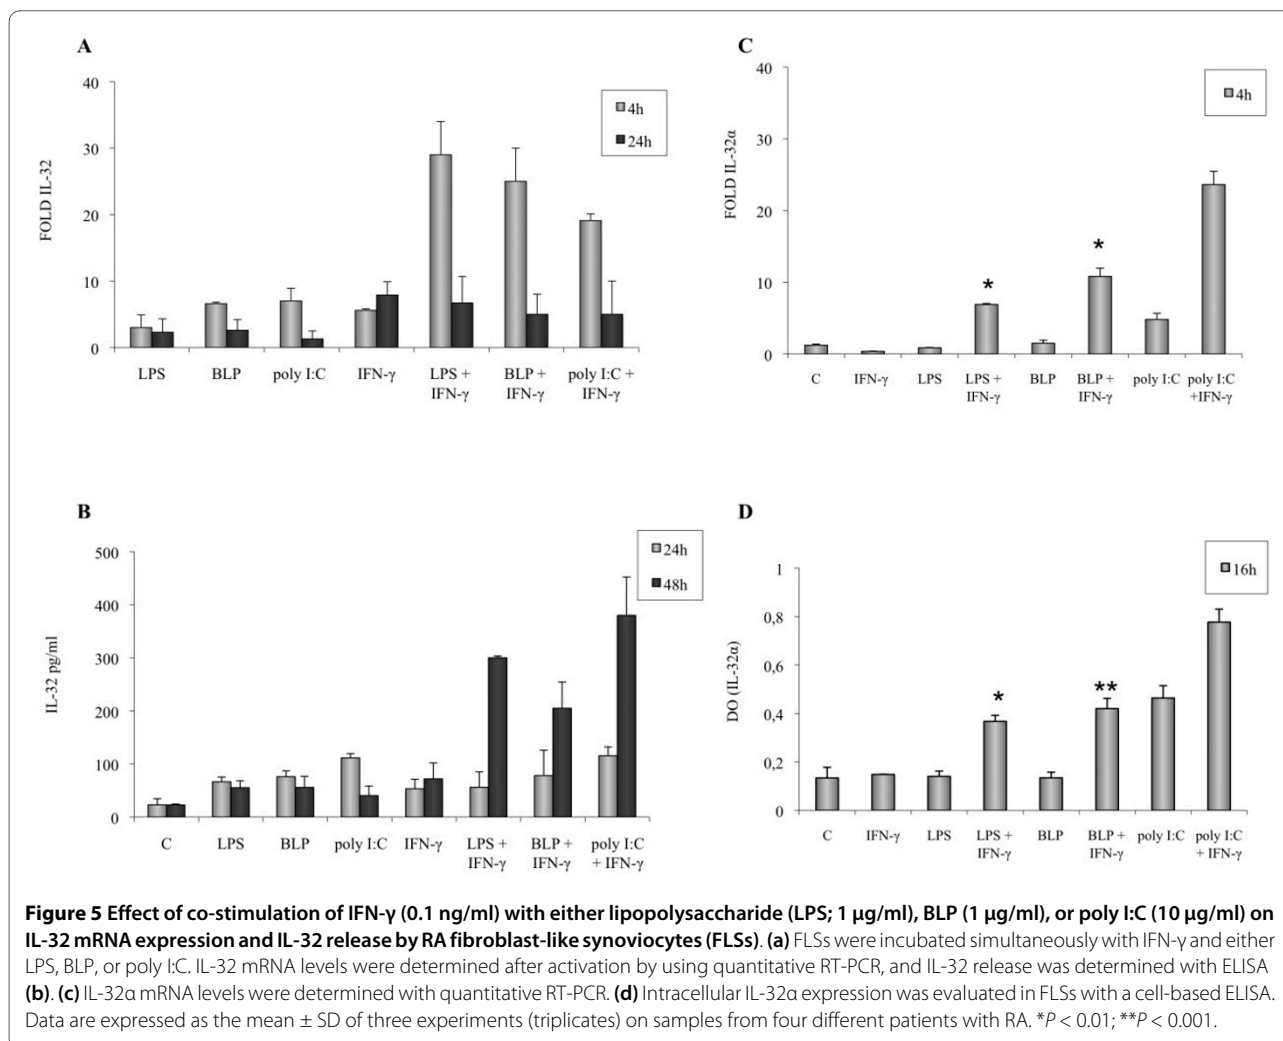 A
40
30
20
10
0
FOLD IL-32
4h
24h
LPS BLP poly I:C IFN-γ LPS + IFN-γ BLP + IFN-γ poly I:C + IFN-γ
C
40
30
20
10
0
FOLD IL-32α
4h
C IFN-γ LPS LPS + IFN-γ BLP BLP + IFN-γ poly I:C poly I:C +IFN-γ
* *
B
500
400
300
200
100
0
IL-32 pg/ml
24h
48h
C LPS BLP poly I:C IFN-γ LPS + IFN-γ BLP + IFN-γ poly I:C + IFN-γ
D
1
0,8
0,6
0,4
0,2
0
DO (IL-32α)
16h
* **
C IFN-γ LPS LPS + IFN-γ BLP BLP + IFN-γ poly I:C poly I:C + IFN-γ
Figure 5 Effect of co-stimulation of IFN-γ (0.1 ng/ml) with either lipopolysaccharide (LPS; 1 μg/ml), BLP (1 μg/ml), or poly I:C (10 μg/ml) on
IL-32 mRNA expression and IL-32 release by RA fibroblast-like synoviocytes (FLSs). (a) FLSs were incubated simultaneously with IFN-γ and either
LPS, BLP, or poly I:C. IL-32 mRNA levels were determined after activation by using quantitative RT-PCR, and IL-32 release was determined with ELISA
(b). (c) IL-32α mRNA levels were determined with quantitative RT-PCR. (d) Intracellular IL-32α expression was evaluated in FLSs with a cell-based ELISA.
Data are expressed as the mean ± SD of three experiments (triplicates) on samples from four different patients with RA. *P < 0.01; **P < 0.001.